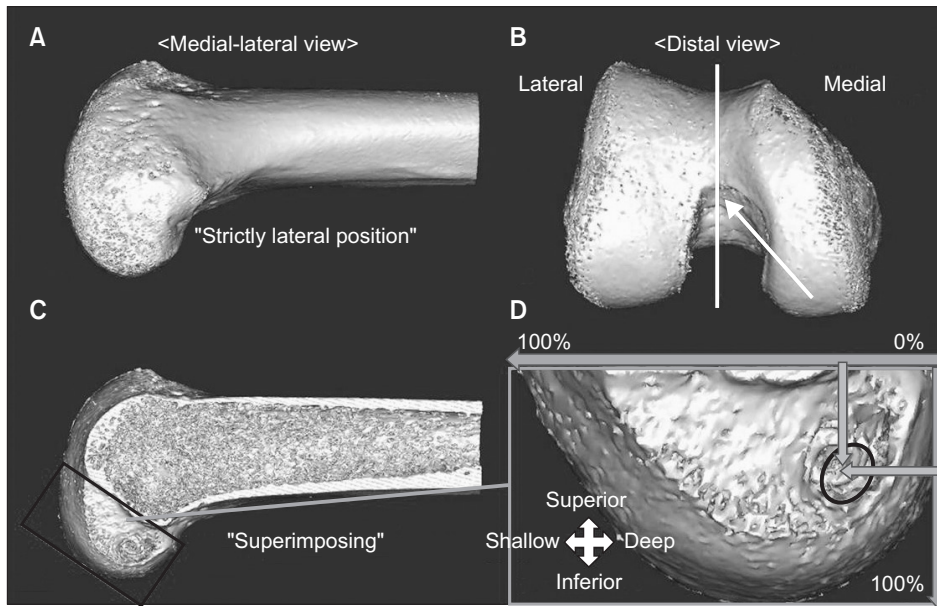 A
<Medial-lateral view>
"Strictly lateral position"
B
<Distal view>
Lateral
Medial
C
"Superimposing"
D
100%
0%
Superior
Shallow
Deep
Inferior
100%